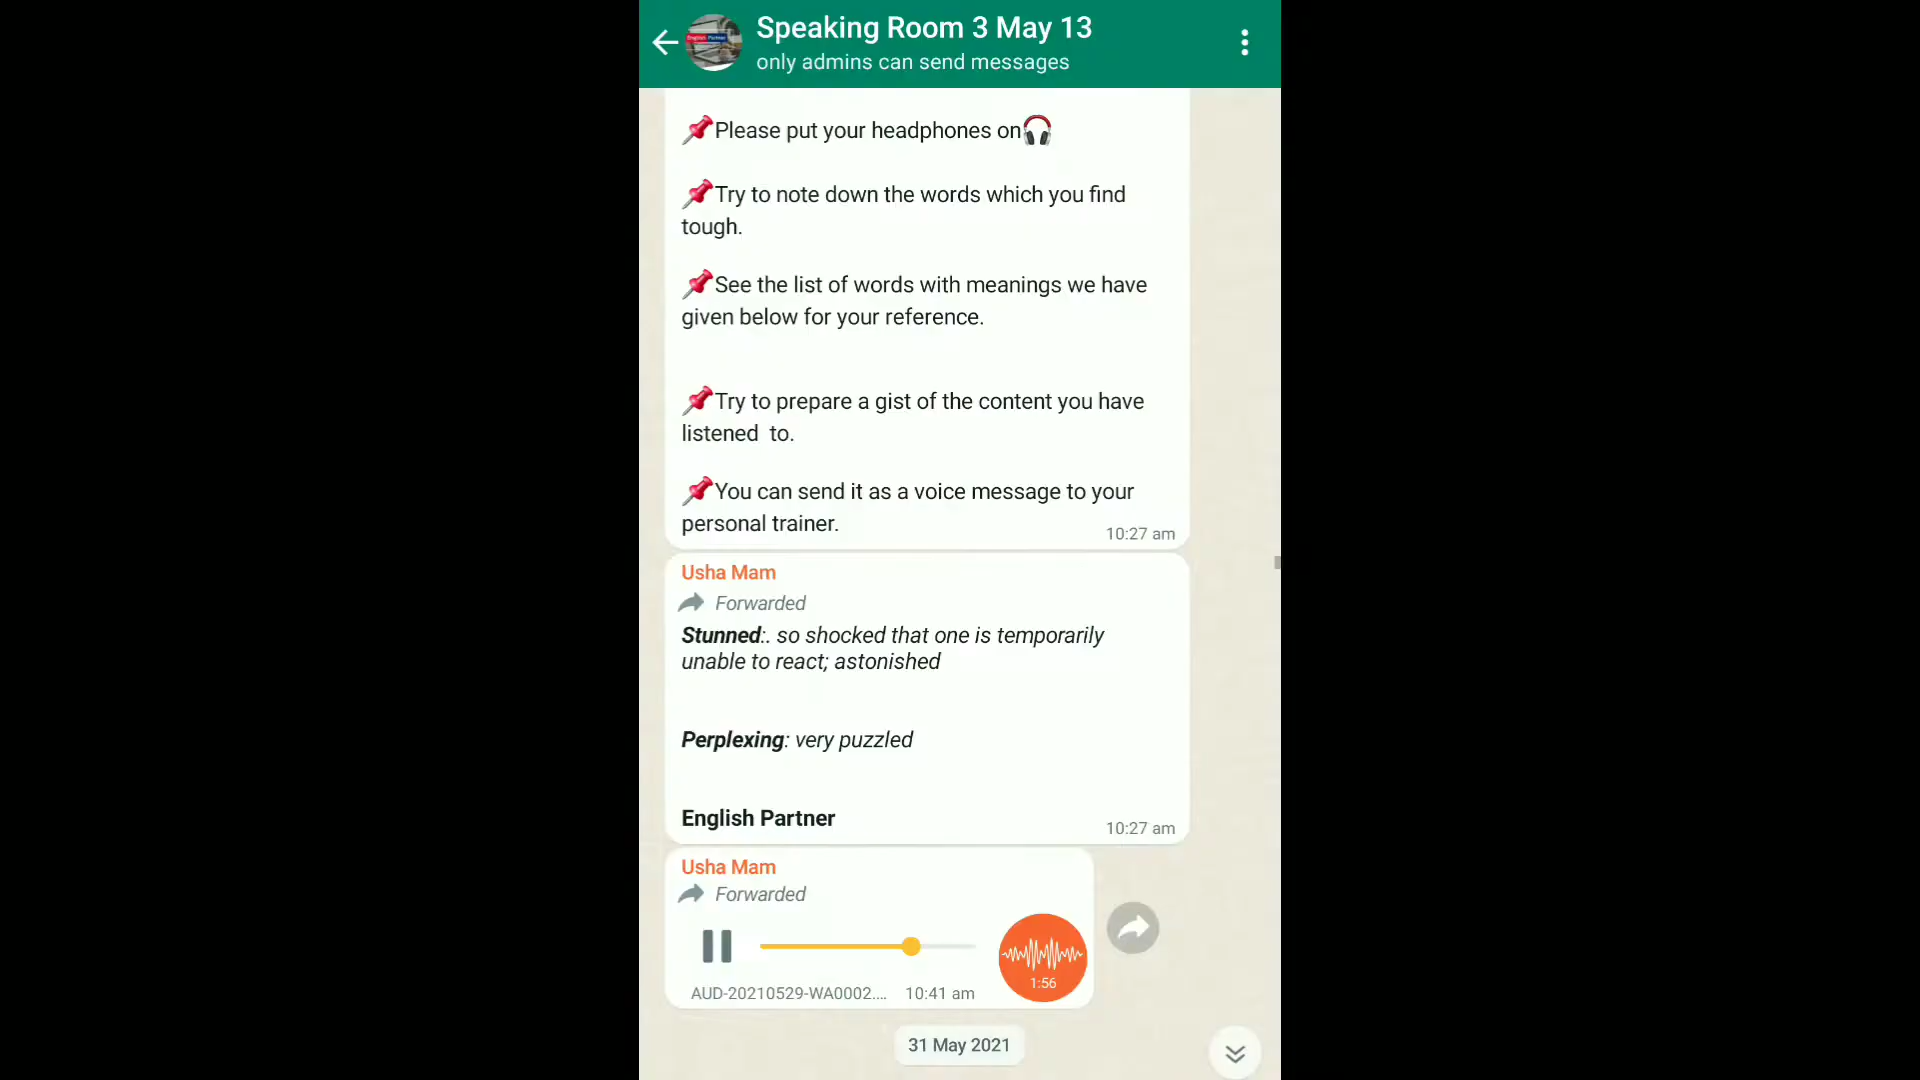 Speaking Room 3 May 13
only admins can send messages
📌Please put your headphones on🎧
📌Try to note down the words which you find
tough.
📌See the list of words with meanings we have
given below for your reference.
📌Try to prepare a gist of the content you have
listened  to.
📌You can send it as a voice message to your
personal trainer.
10:27 am
Usha Mam
Forwarded
Stunned:. so shocked that one is temporarily
unable to react; astonished
Perplexing: very puzzled
English Partner
10:27 am
Usha Mam
Forwarded
1:56
AUD-20210529-WA0002.... 10:41 am
31 May 2021